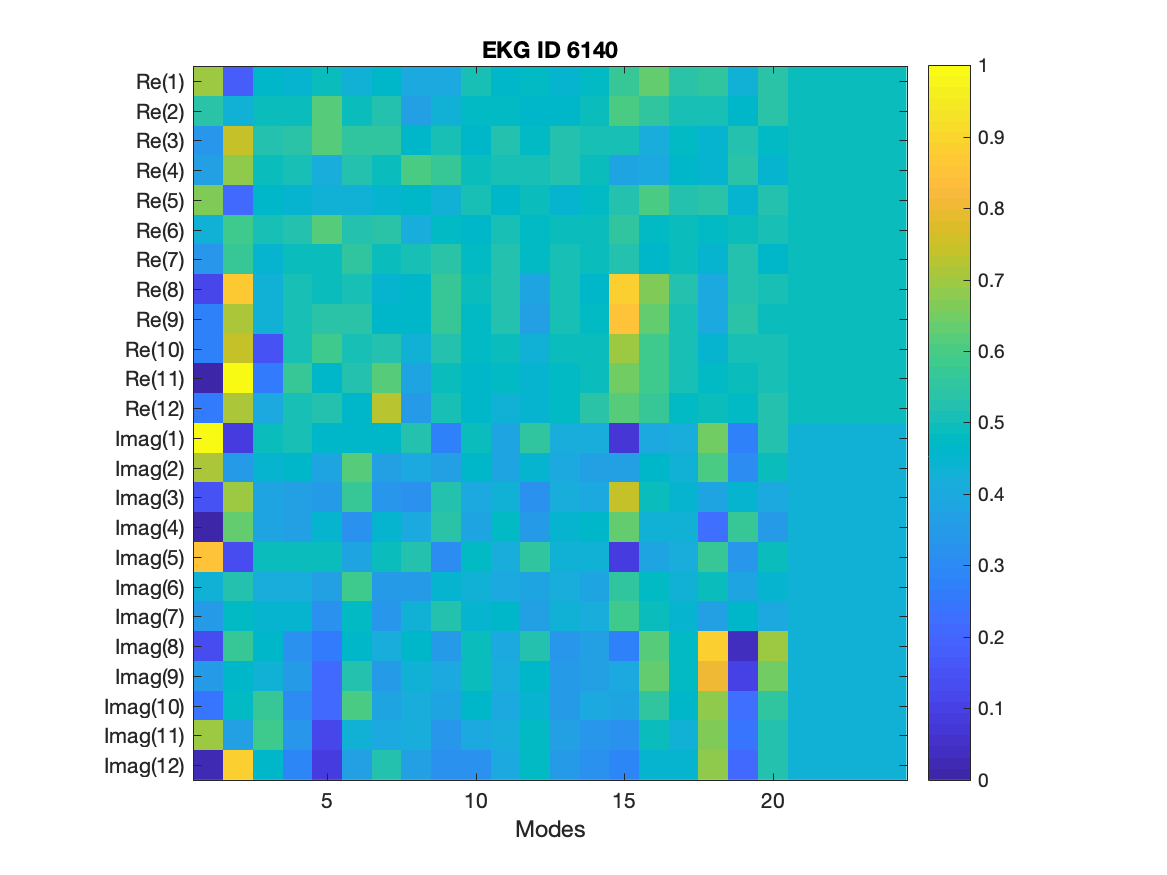 EKG ID 6140
Re(1)
Re(2)
Re(3)
Re(4)
Re(5)
Re(6)
Re(7)
Re(8)
Re(9)
Re(10)
Re(11)
Re(12)
Imag(1)
Imag(2)
Imag(3)
Imag(4)
Imag(5)
Imag(6)
Imag(7)
Imag(8)
Imag(9)
Imag(10)
Imag(11)
Imag(12)
5 10 15 20
Modes
1
0.9
0.8
0.7
0.6
0.5
0.4
0.3
0.2
0.1
0